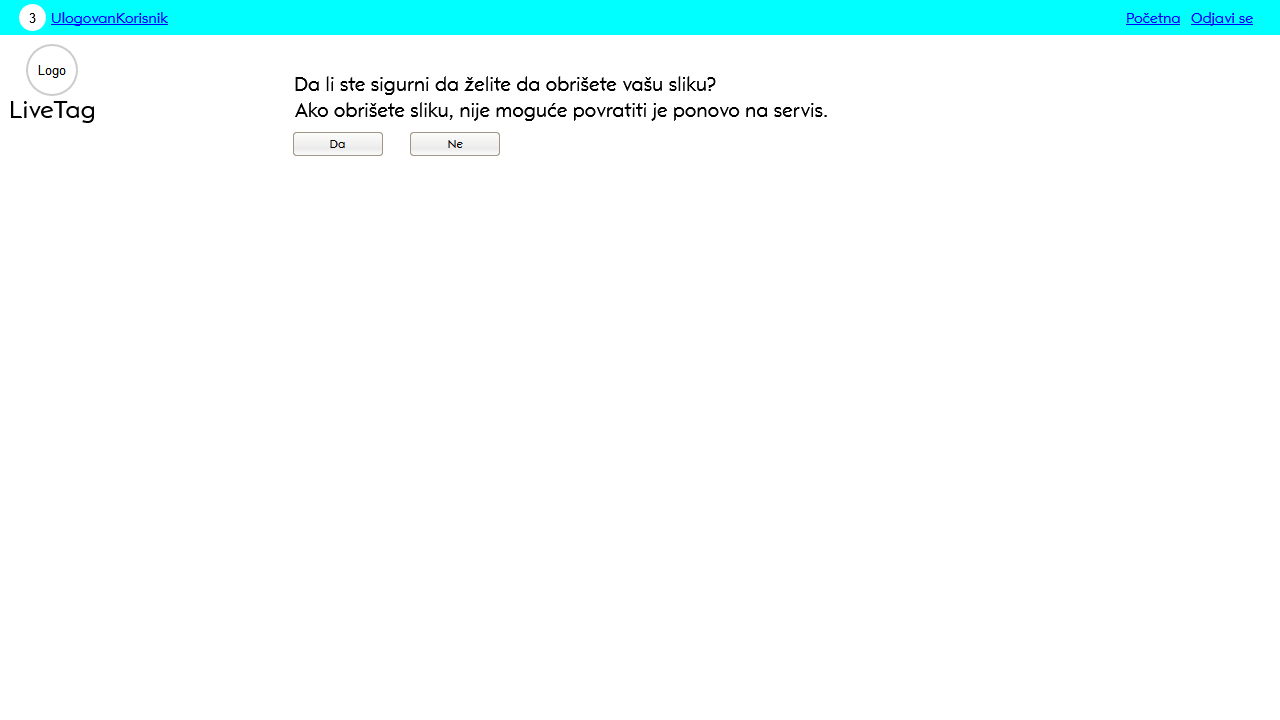 3 UlogovanKorisnik Početna Odjavi se
Logo
LiveTag
Da li ste sigurni da želite da obrišete vašu sliku?
Ako obrišete sliku, nije moguće povratiti je ponovo na servis.
Da Ne